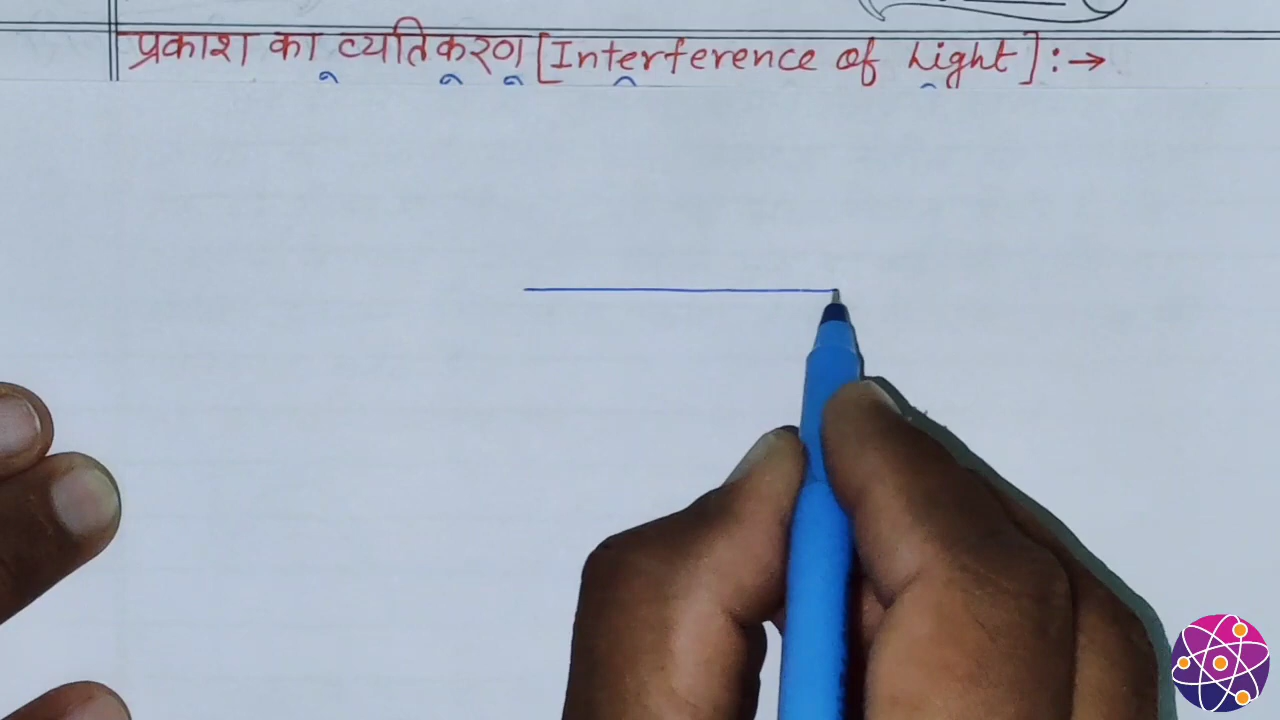 प्रकाश का व्यतिकरण [Interference of Light] :→